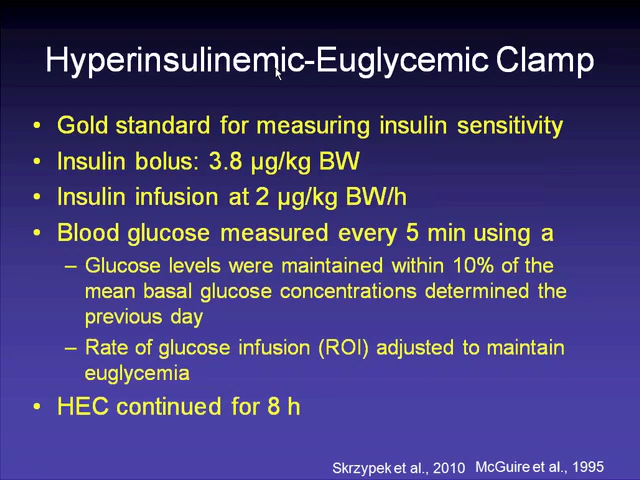 Hyperinsulinemic-Euglycemic Clamp
• Gold standard for measuring insulin sensitivity
• Insulin bolus: 3.8 µg/kg BW
• Insulin infusion at 2 µg/kg BW/h
• Blood glucose measured every 5 min using a
– Glucose levels were maintained within 10% of the
mean basal glucose concentrations determined the
previous day
– Rate of glucose infusion (ROI) adjusted to maintain
euglycemia
• HEC continued for 8 h
Skrzypek et al., 2010 McGuire et al., 1995